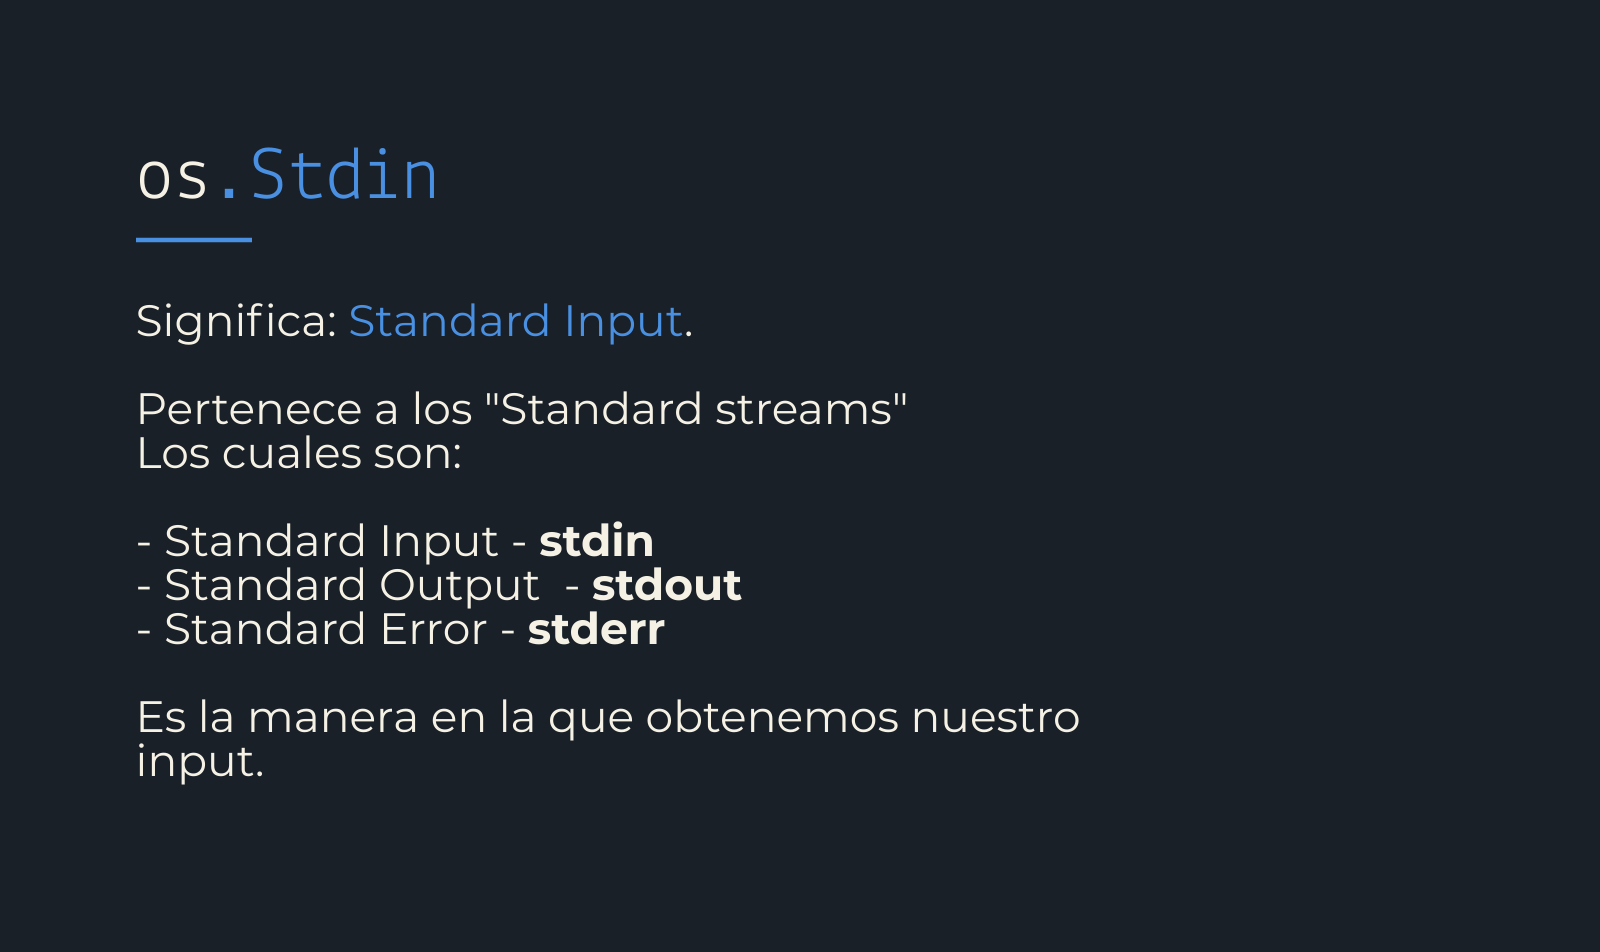 os.Stdin
Significa: Standard Input.
Pertenece a los "Standard streams"
Los cuales son:
- Standard Input - stdin
- Standard Output  - stdout
- Standard Error - stderr
Es la manera en la que obtenemos nuestro
input.